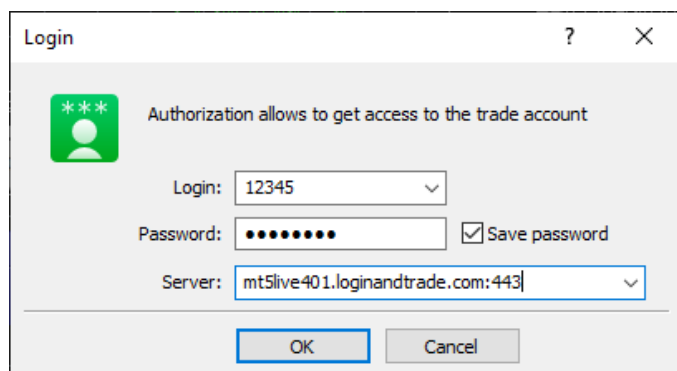 Login ?
***
Authorization allows to get access to the trade account
Login: 12345
Password: ●●●●●●●● Save password
Server: mt5live401.loginandtrade.com:443
OK Cancel